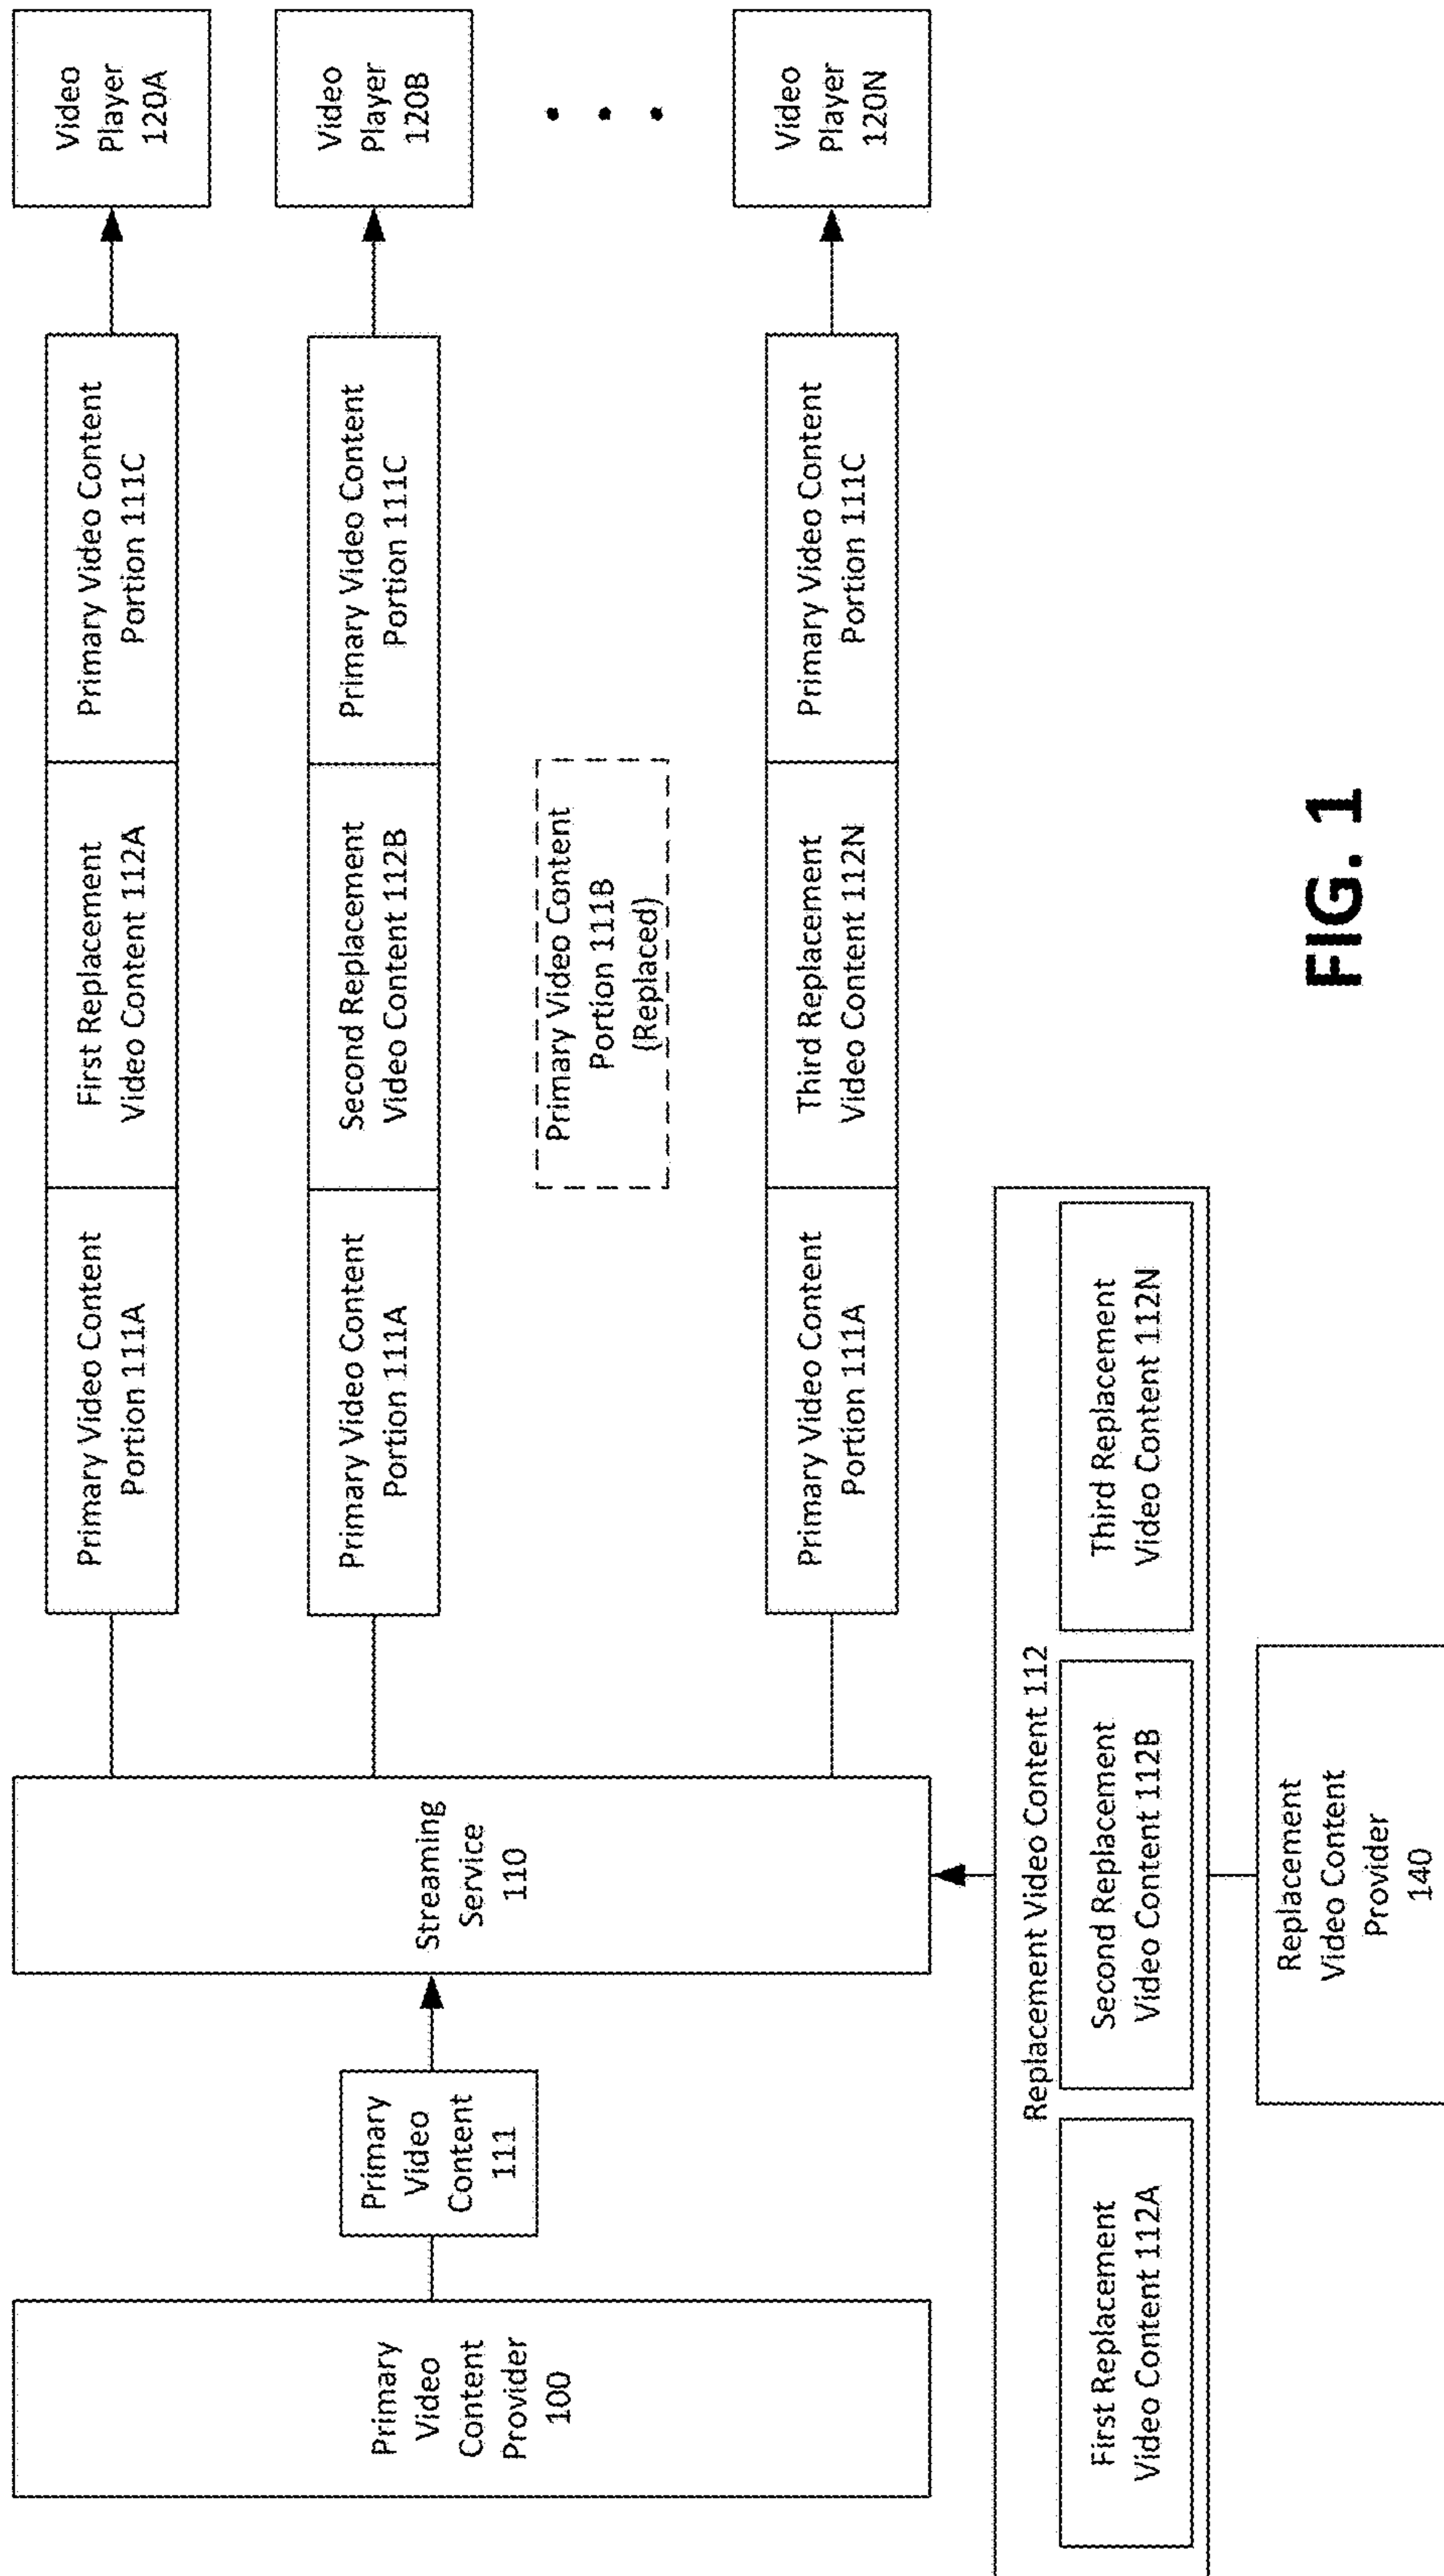 Primary
Video
Content
Provider
100
Primary
Video
Content
111
Streaming
Service
110
Primary Video Content
Portion 111A
First Replacement
Video Content 112A
Primary Video Content
Portion 111C
Video
Player
120A
Primary Video Content
Portion 111A
Second Replacement
Video Content 112B
Primary Video Content
Portion 111C
Video
Player
120B
Primary Video Content
Portion 111B
(Replaced)
Primary Video Content
Portion 111A
Third Replacement
Video Content 112N
Primary Video Content
Portion 111C
Video
Player
120N
Replacement Video Content 112
First Replacement
Video Content 112A
Second Replacement
Video Content 112B
Third Replacement
Video Content 112N
Replacement
Video Content
Provider
140
FIG. 1